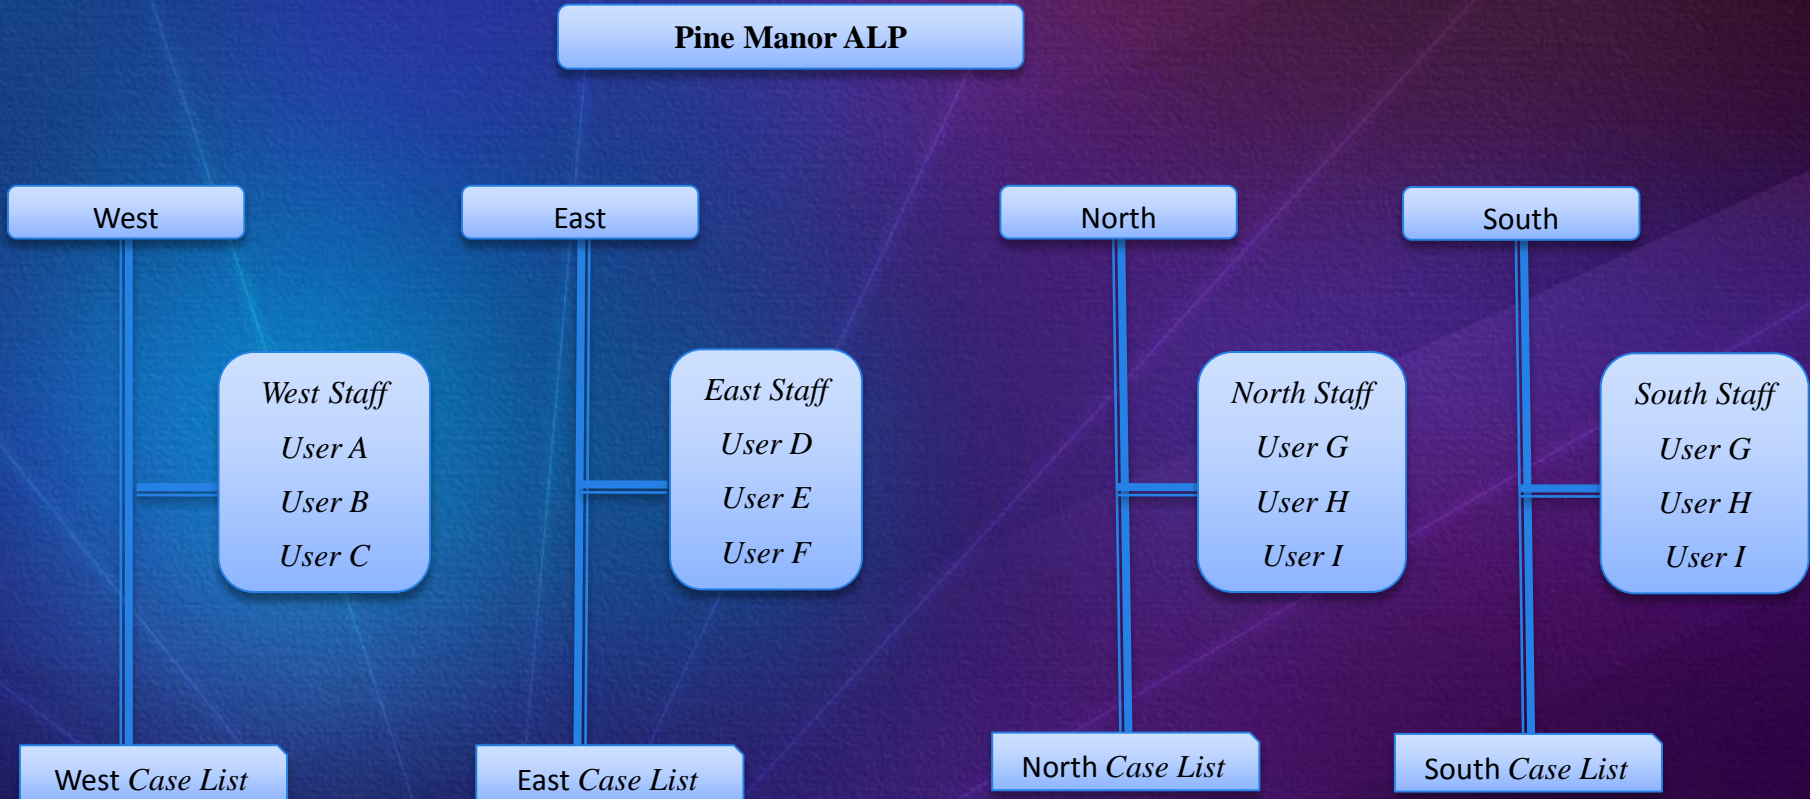 Pine Manor ALP
West
East
North
South
West Staff
User A
User B
User C
East Staff
User D
User E
User F
North Staff
User G
User H
User I
South Staff
User G
User H
User I
West Case List
East Case List
North Case List
South Case List